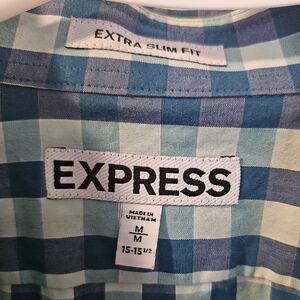 EXTRA SLIM FIT
EXPRESS
MADE IN
VIETNAM
M
M
15-15 1/2